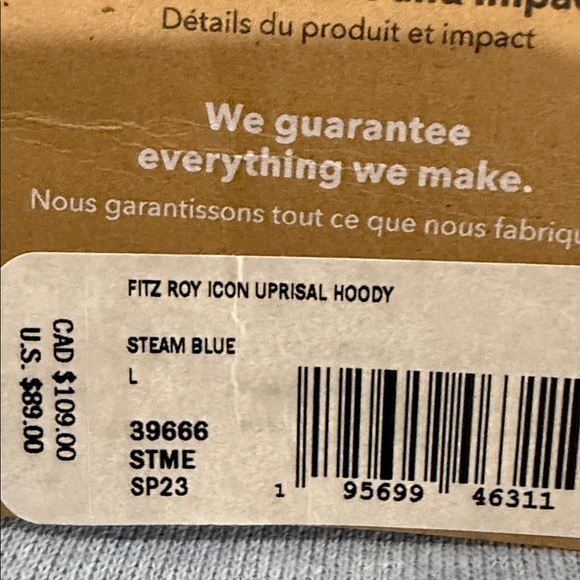 Détails du produit et impact
We guarantee
everything we make.
Nous garantissons tout ce que nous fabriqu
FITZ ROY ICON UPRISAL HOODY
STEAM BLUE
L
39666
STME
SP23
1 95699 46311
CAD $109.00
U.S. $89.00